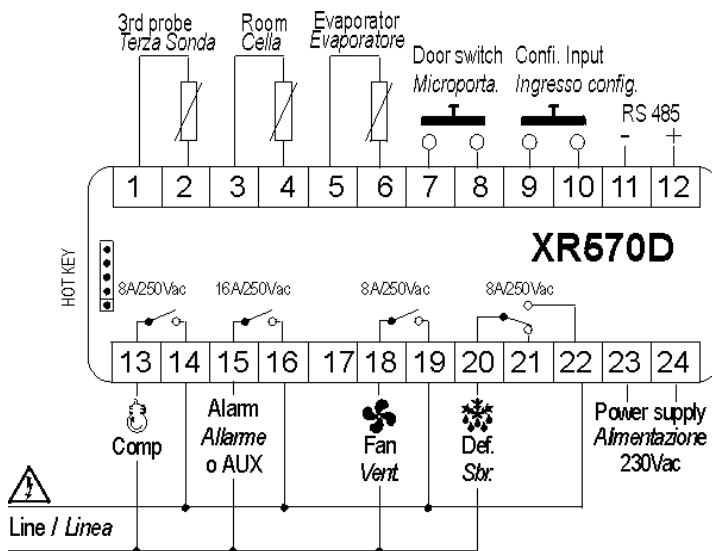 3rd probe
Terza Sonda
Room
Cella
Evaporator
Evaporatore
Door switch
Microporta.
Confi. Input
Ingresso config.
RS 485
- +
1 2 3 4 5 6 7 8 9 10 11 12
XR570D
HOT KEY
8A/250Vac 16A/250Vac 8A/250Vac 8A/250Vac
13 14 15 16 17 18 19 20 21 22 23 24
Comp
Alarm
Allarme
o AUX
Fan
Vent.
Def.
Sbr.
Power supply
Alimentazione
230Vac
Line / Linea